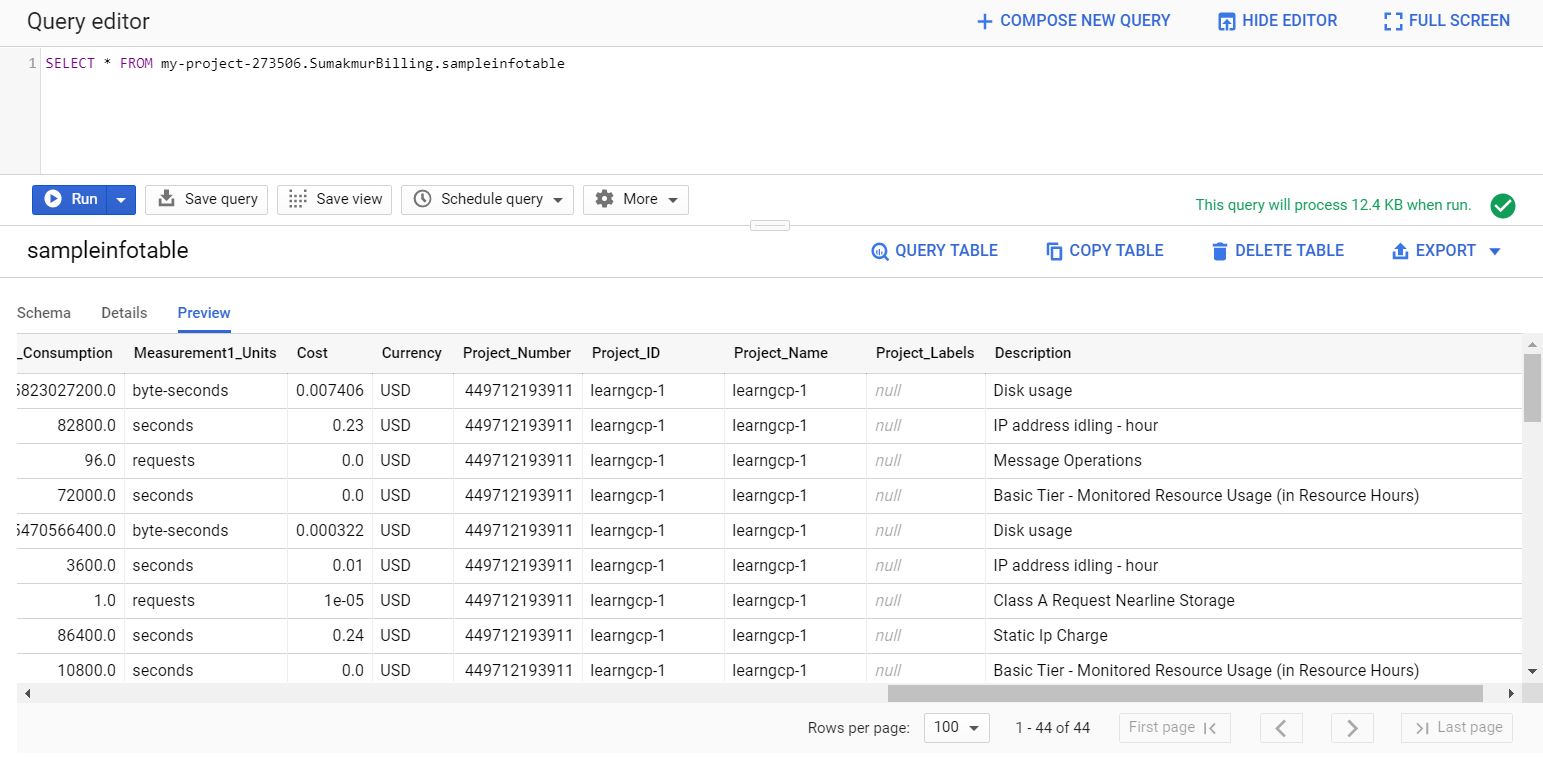 Query editor
COMPOSE NEW QUERY HIDE EDITOR FULL SCREEN
1 SELECT * FROM my-project-273506.SumakmurBilling.sampleinfotable
Run Save query Save view Schedule query More
This query will process 12.4 KB when run.
sampleinfotable
QUERY TABLE COPY TABLE DELETE TABLE EXPORT
Schema Details Preview
_Consumption Measurement1_Units Cost Currency Project_Number Project_ID Project_Name Project_Labels Description
5823027200.0 byte-seconds 0.007406 USD 449712193911 learngcp-1 learngcp-1 null Disk usage
82800.0 seconds 0.23 USD 449712193911 learngcp-1 learngcp-1 null IP address idling - hour
96.0 requests 0.0 USD 449712193911 learngcp-1 learngcp-1 null Message Operations
72000.0 seconds 0.0 USD 449712193911 learngcp-1 learngcp-1 null Basic Tier - Monitored Resource Usage (in Resource Hours)
5470566400.0 byte-seconds 0.000322 USD 449712193911 learngcp-1 learngcp-1 null Disk usage
3600.0 seconds 0.01 USD 449712193911 learngcp-1 learngcp-1 null IP address idling - hour
1.0 requests 1e-05 USD 449712193911 learngcp-1 learngcp-1 null Class A Request Nearline Storage
86400.0 seconds 0.24 USD 449712193911 learngcp-1 learngcp-1 null Static Ip Charge
10800.0 seconds 0.0 USD 449712193911 learngcp-1 learngcp-1 null Basic Tier - Monitored Resource Usage (in Resource Hours)
Rows per page: 100 1 - 44 of 44 First page Last page